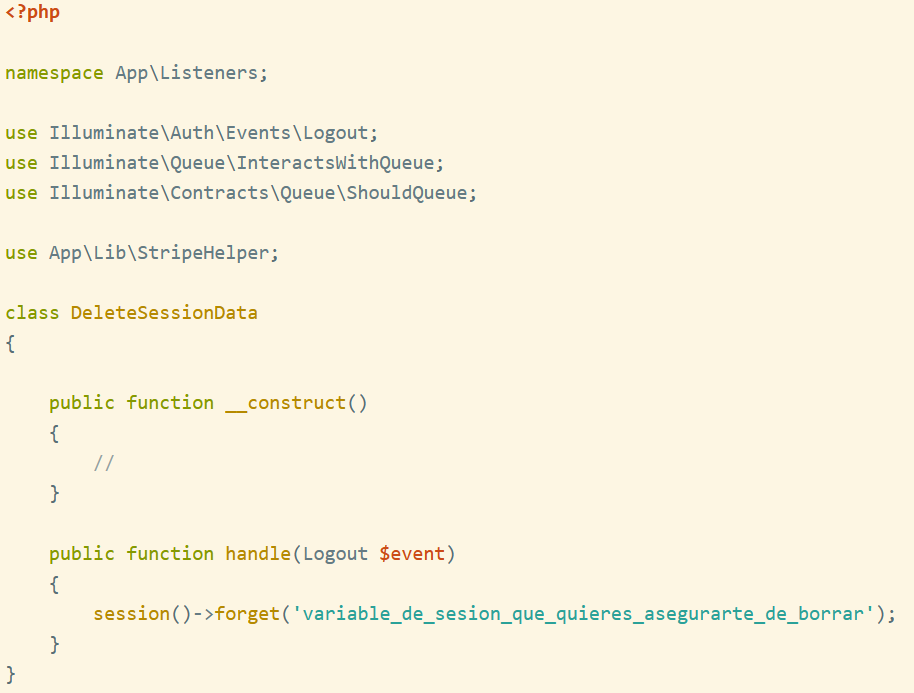 <?php
namespace App\Listeners;
use Illuminate\Auth\Events\Logout;
use Illuminate\Queue\InteractsWithQueue;
use Illuminate\Contracts\Queue\ShouldQueue;
use App\Lib\StripeHelper;
class DeleteSessionData
{
    public function __construct()
    {
        //
    }
    public function handle(Logout $event)
    {
        session()->forget('variable_de_sesion_que_quieres_asegurarte_de_borrar');
    }
}